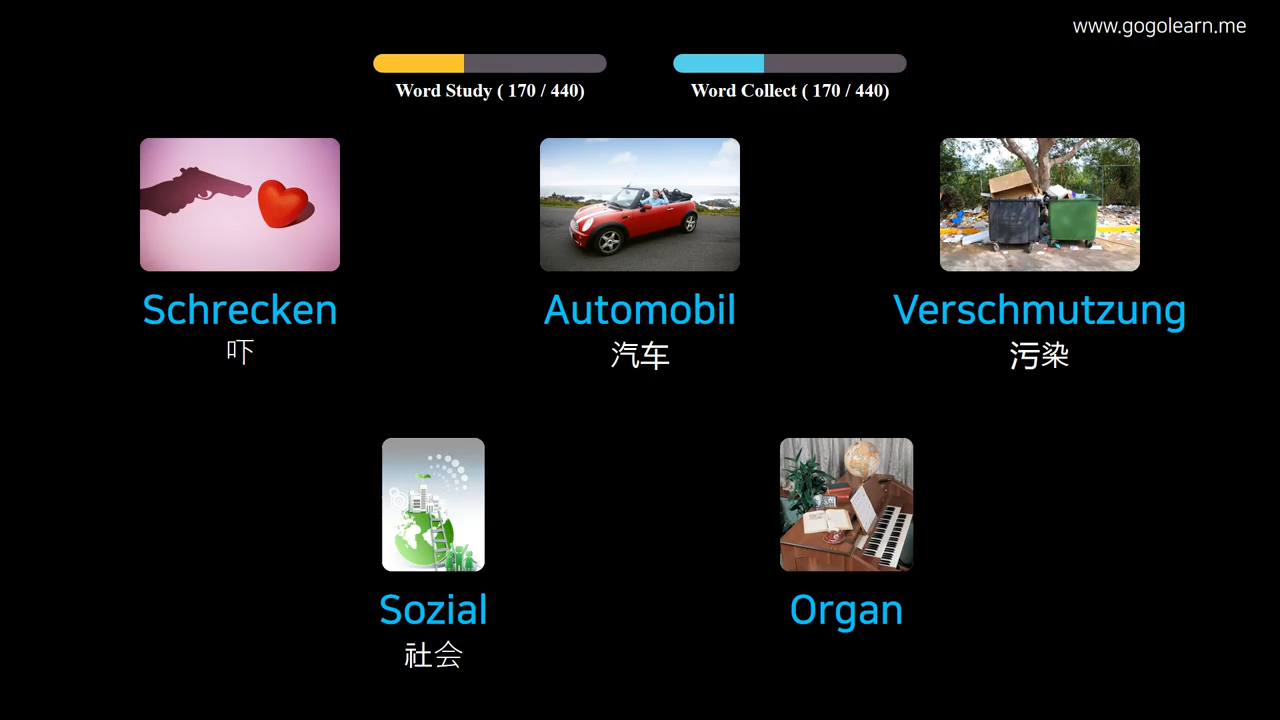 www.gogolearn.me
Word Study ( 170 / 440)
Word Collect ( 170 / 440)
Schrecken
吓
Automobil
汽车
Verschmutzung
污染
Sozial
社会
Organ